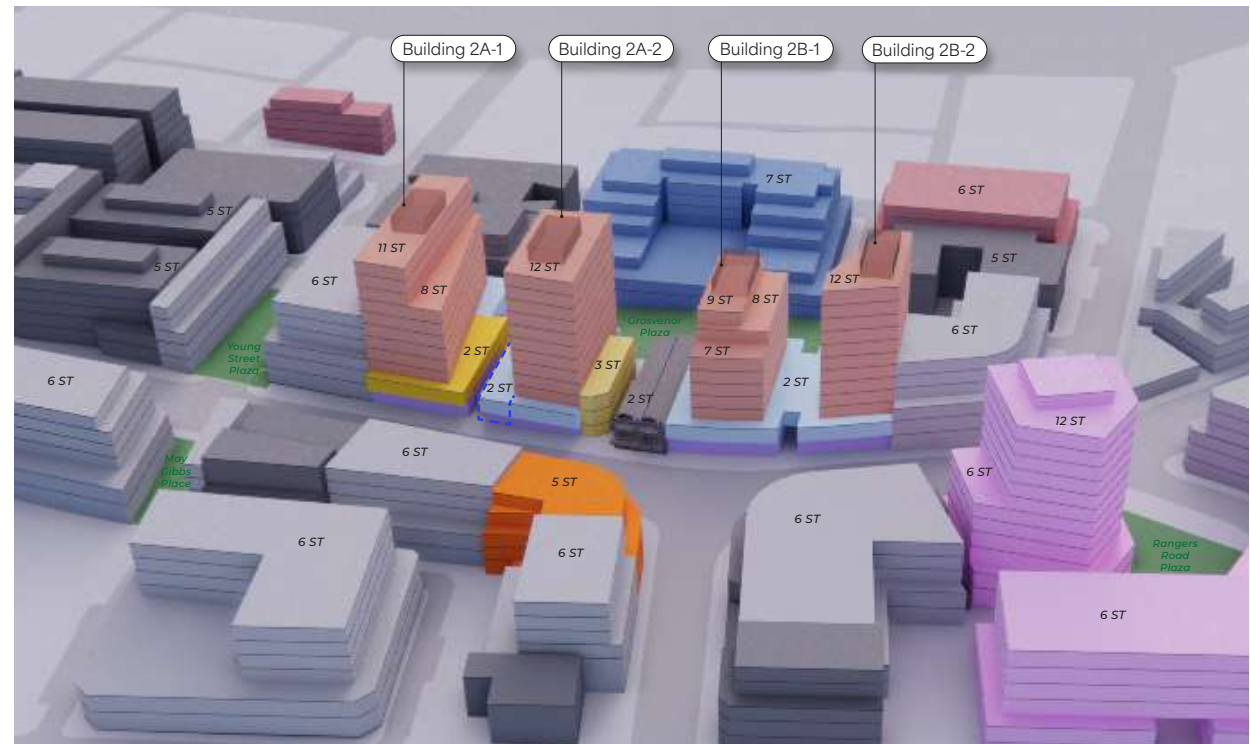 Building 2A-1
Building 2A-2
Building 2B-1
Building 2B-2
7 ST
6 ST
5 ST
11 ST
12 ST
5 ST
12 ST
5 ST
6 ST
8 ST
9 ST
8 ST
6 ST
Grosvenor
Plaza
Young
Street
Plaza
2 ST
7 ST
3 ST
2 ST
2 ST
2 ST
6 ST
12 ST
6 ST
5 ST
6 ST
May
Gibbs
Place
6 ST
6 ST
6 ST
Rangers
Road
Plaza
6 ST